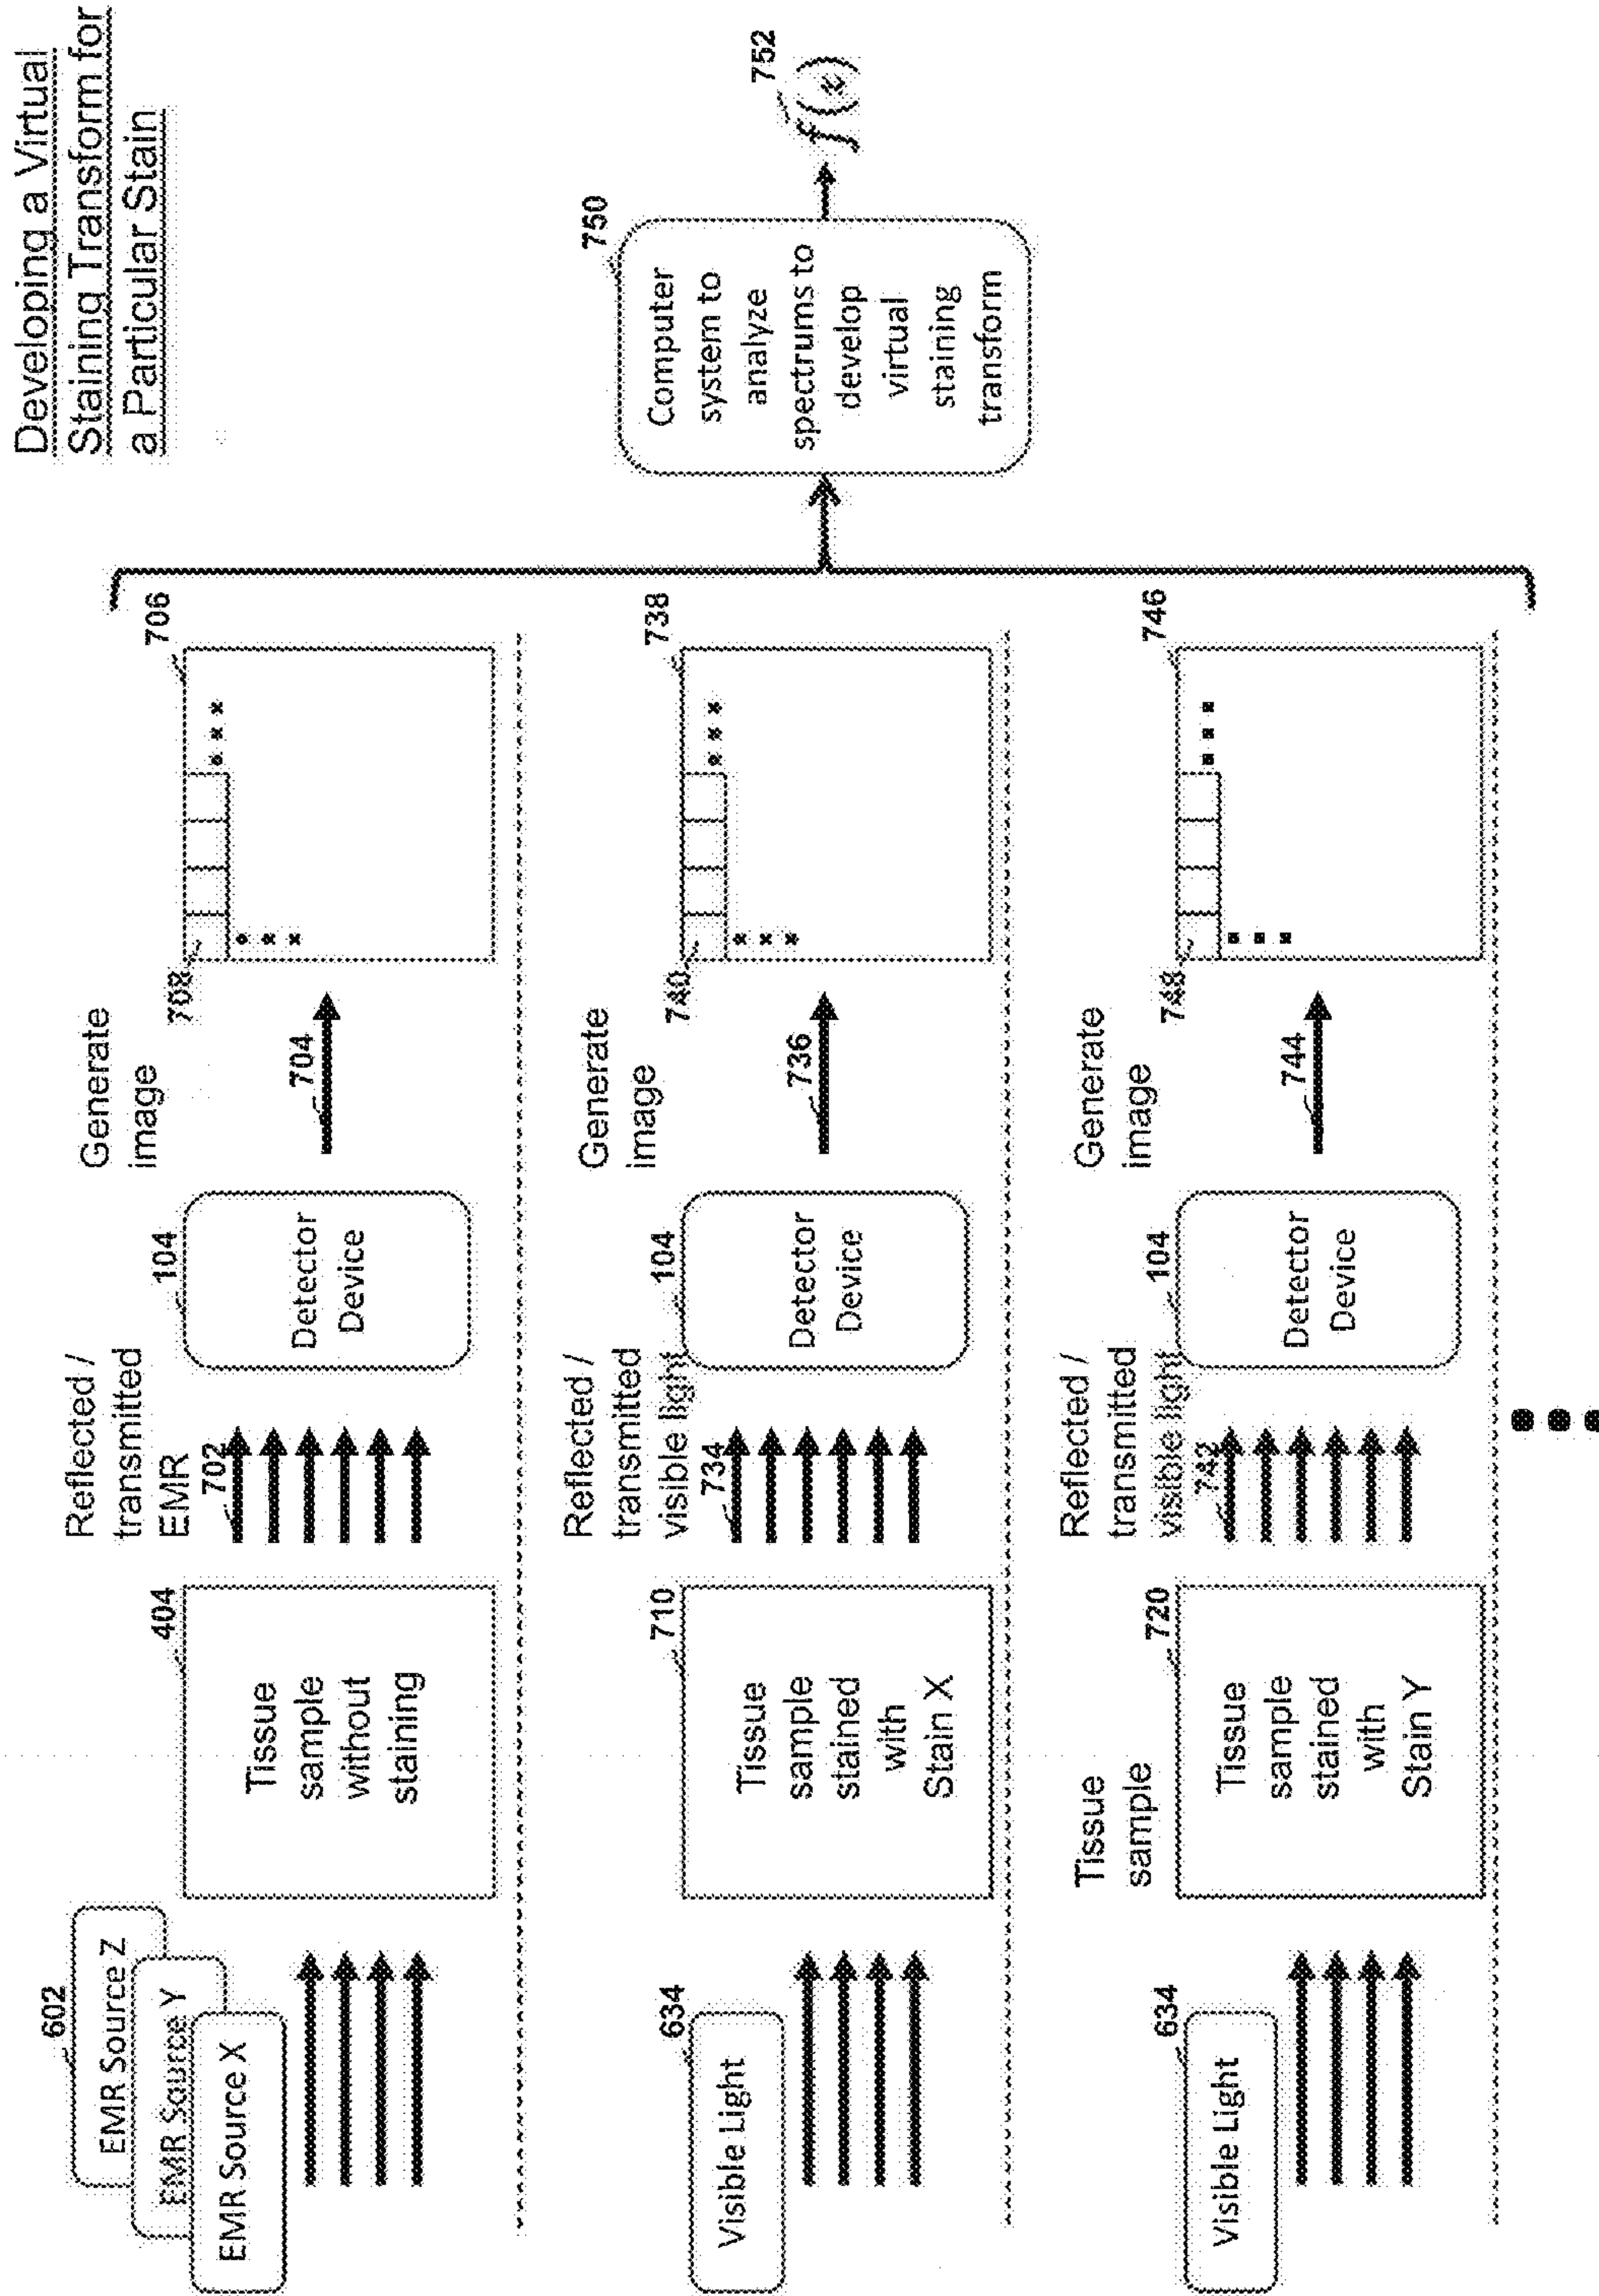 Developing a Virtual
Staining Transform for
a Particular Stain
602
EMR Source Z
EMR Source Y
EMR Source X
404
Tissue
sample
without
staining
Reflected /
transmitted
EMR
702
104
Detector
Device
Generate
image
704
708
706
634
Visible Light
710
Tissue
sample
stained
with
Stain X
Reflected /
transmitted
visible light
734
104
Detector
Device
Generate
image
736
740
738
634
Visible Light
Tissue
sample
720
Tissue
sample
stained
with
Stain Y
Reflected /
transmitted
visible light
742
104
Detector
Device
Generate
image
744
748
746
750
Computer
system to
analyze
spectrums to
develop
virtual
staining
transform
752